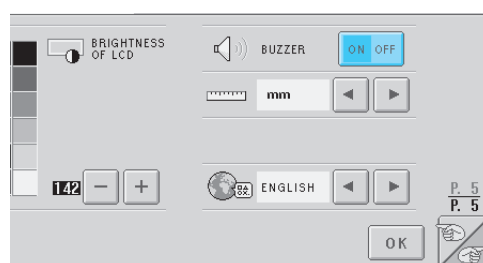 BRIGHTNESS
OF LCD
BUZZER
ON OFF
mm
142
ENGLISH
P. 5
P. 5
OK